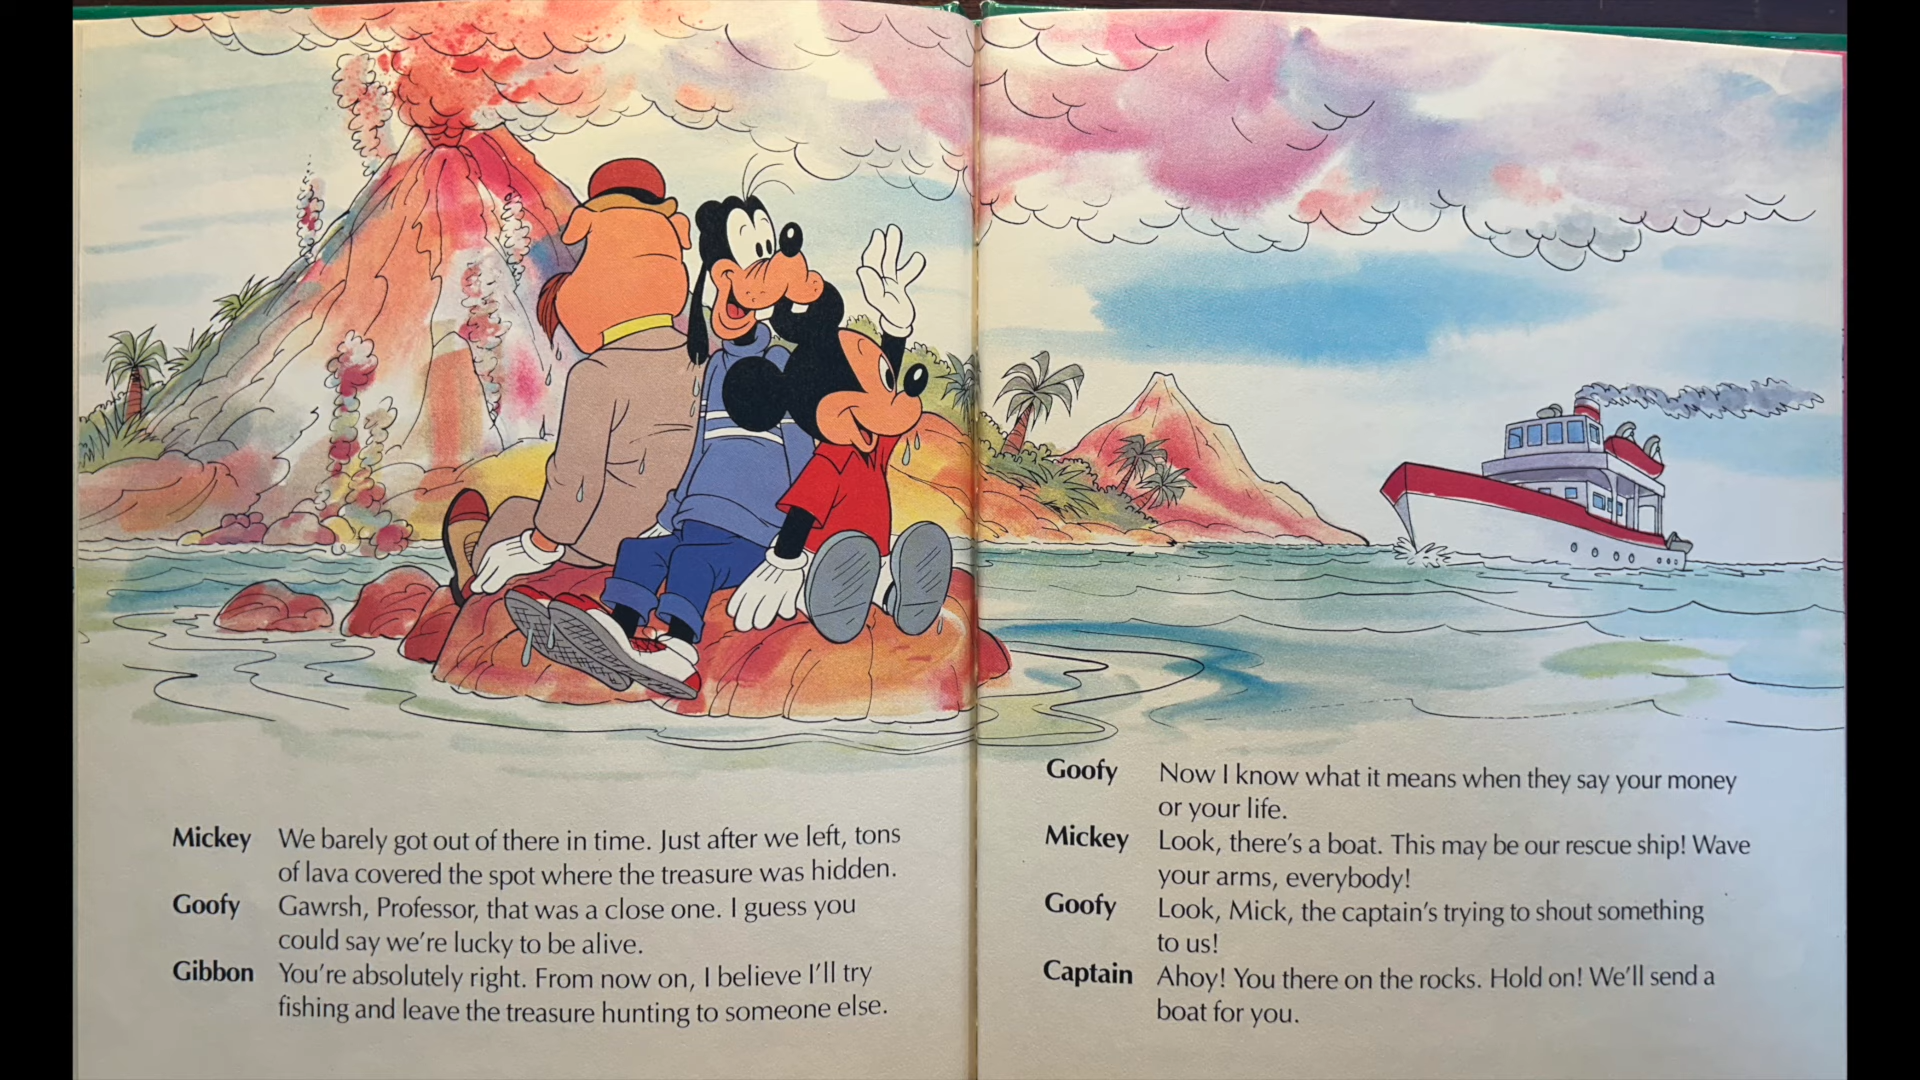 Mickey We barely got out of there in time. Just after we left, tons
of lava covered the spot where the treasure was hidden.
Goofy Gawrsh, Professor, that was a close one. I guess you
could say we're lucky to be alive.
Gibbon You're absolutely right. From now on, I believe I'll try
fishing and leave the treasure hunting to someone else.
Goofy Now I know what it means when they say your money
or your life.
Mickey Look, there's a boat. This may be our rescue ship! Wave
your arms, everybody!
Goofy Look, Mick, the captain's trying to shout something
to us!
Captain Ahoy! You there on the rocks. Hold on! We'll send a
boat for you.